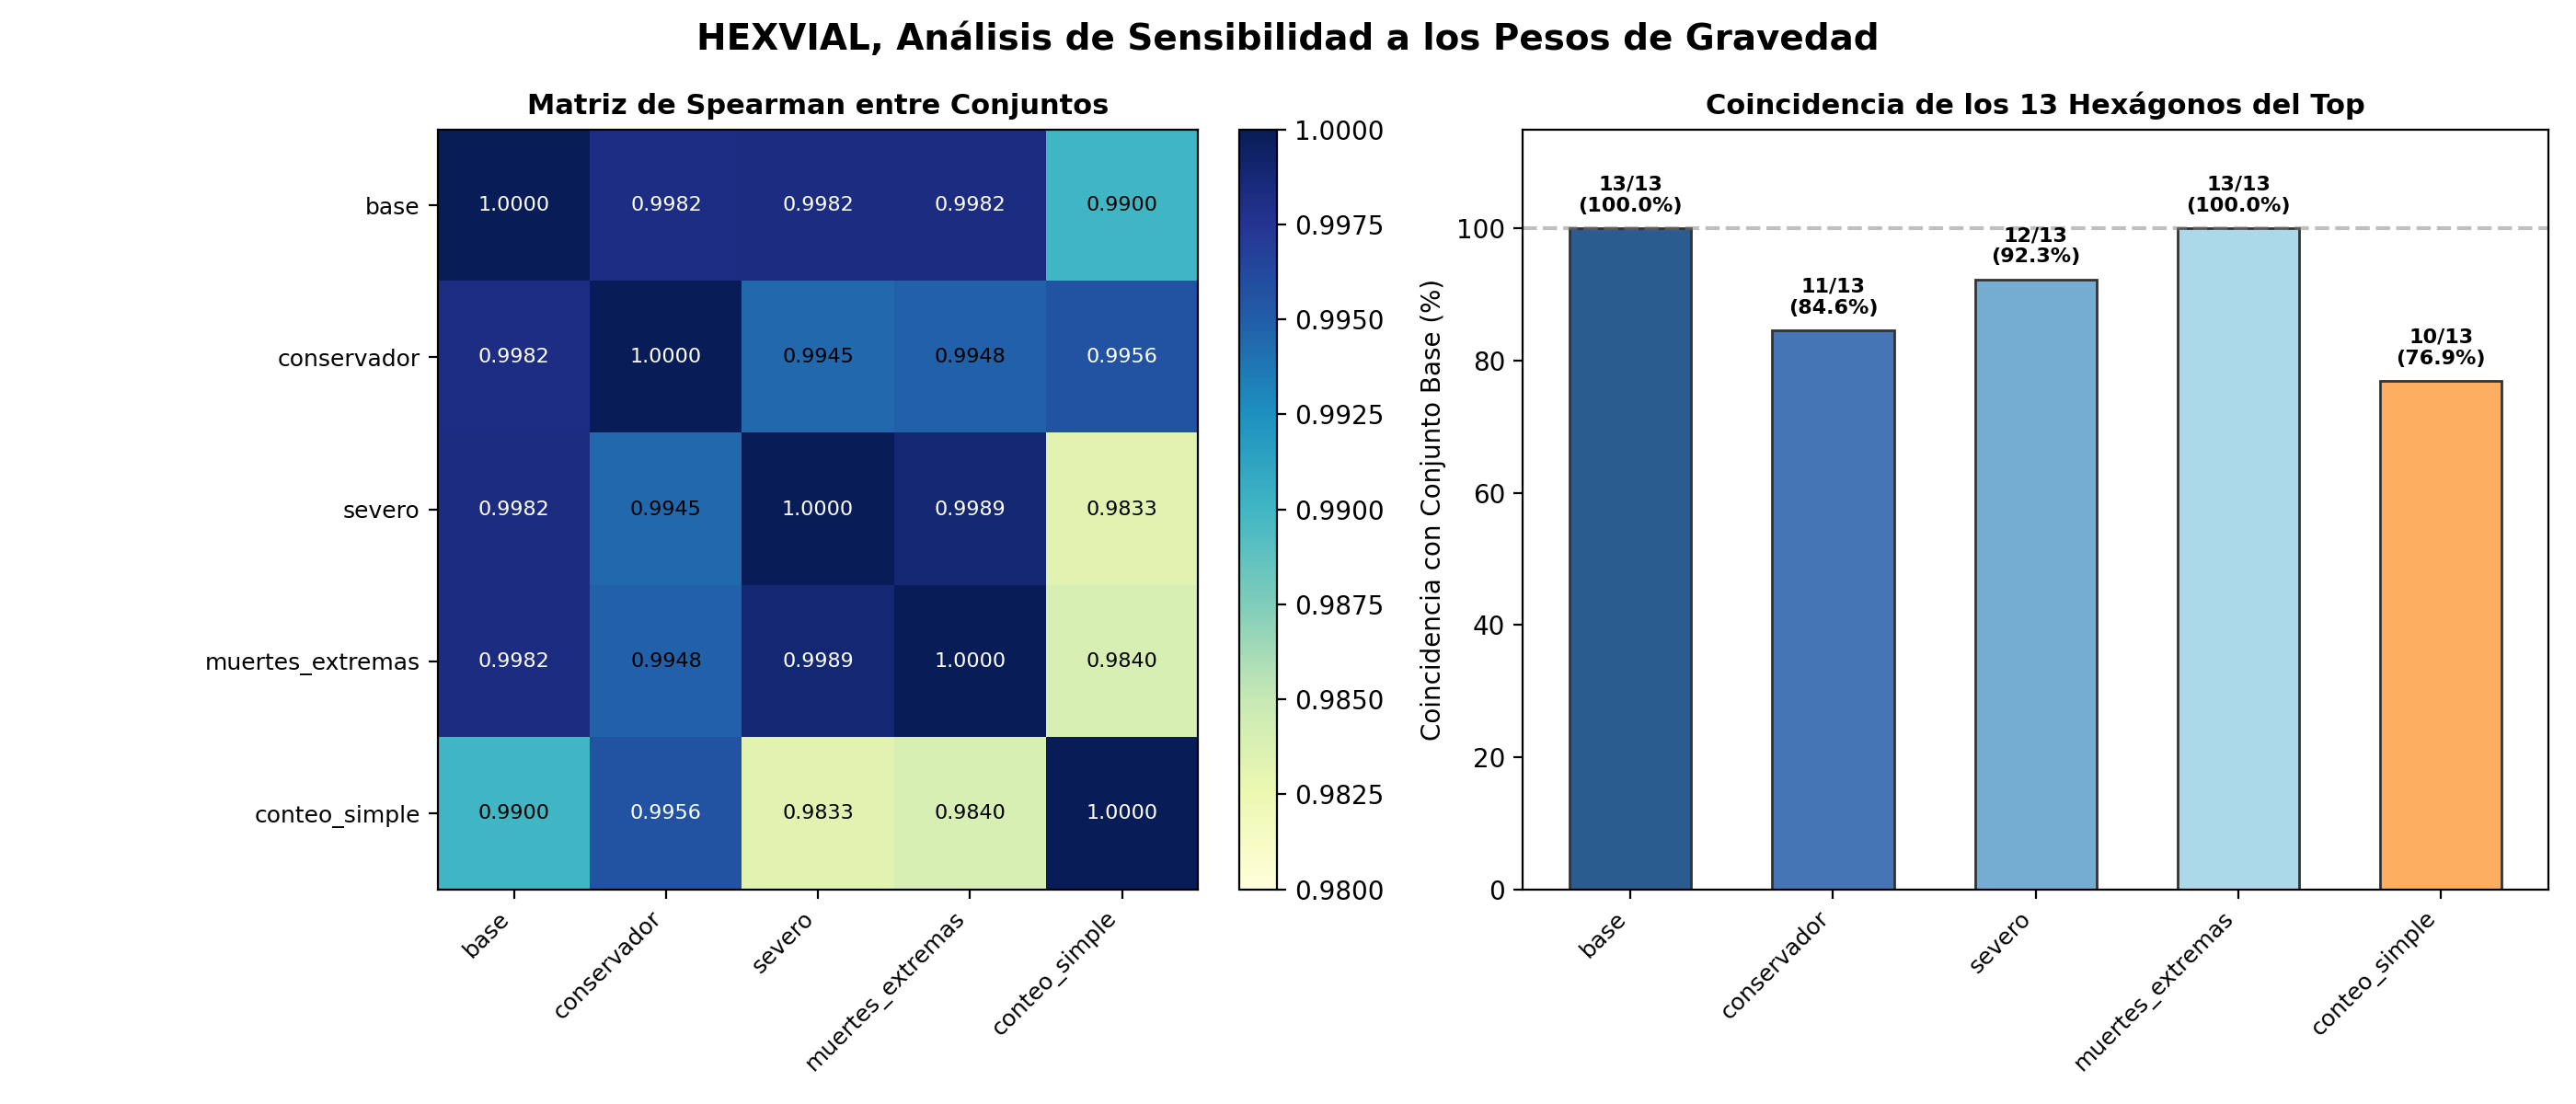 HEXVIAL, Análisis de Sensibilidad a los Pesos de Gravedad
Matriz de Spearman entre Conjuntos
base 1.0000 0.9982 0.9982 0.9982 0.9900
conservador 0.9982 1.0000 0.9945 0.9948 0.9956
severo 0.9982 0.9945 1.0000 0.9989 0.9833
muertes_extremas 0.9982 0.9948 0.9989 1.0000 0.9840
conteo_simple 0.9900 0.9956 0.9833 0.9840 1.0000
base
conservador
severo
muertes_extremas
conteo_simple
1.0000
0.9975
0.9950
0.9925
0.9900
0.9875
0.9850
0.9825
0.9800
Coincidencia de los 13 Hexágonos del Top
Coincidencia con Conjunto Base (%)
100
80
60
40
20
0
13/13
(100.0%)
11/13
(84.6%)
12/13
(92.3%)
13/13
(100.0%)
10/13
(76.9%)
base
conservador
severo
muertes_extremas
conteo_simple